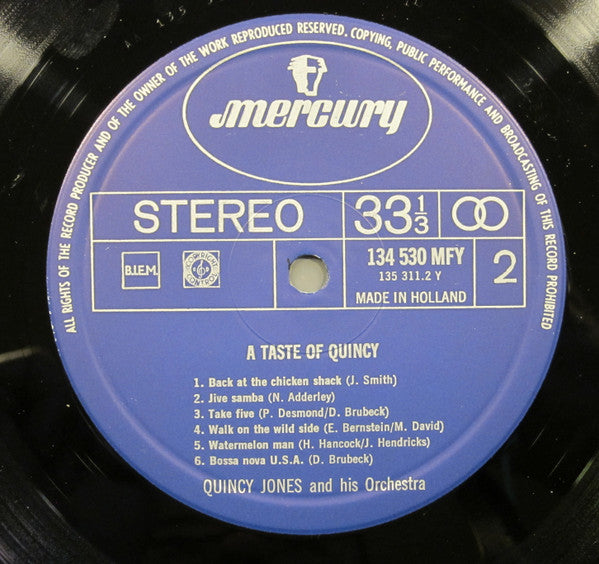 ALL RIGHTS OF THE RECORD PRODUCER AND OF THE OWNER OF THE WORK REPRODUCED RESERVED. COPYING, PUBLIC PERFORMANCE AND BROADCASTING OF THIS RECORD PROHIBITED
mercury
STEREO 33⅓
B.I.E.M. 134 530 MFY 2
135 311.2 Y
MADE IN HOLLAND
A TASTE OF QUINCY
1. Back at the chicken shack (J. Smith)
2. Jive samba (N. Adderley)
3. Take five (P. Desmond/D. Brubeck)
4. Walk on the wild side (E. Bernstein/M. David)
5. Watermelon man (H. Hancock/J. Hendricks)
6. Bossa nova U.S.A. (D. Brubeck)
QUINCY JONES and his Orchestra